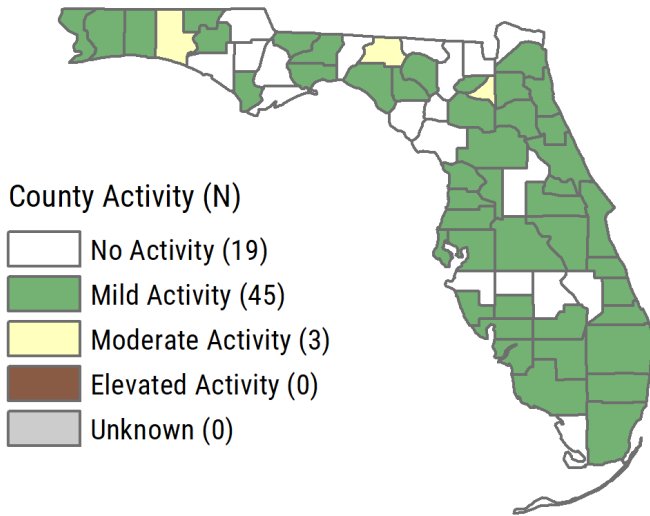 County Activity (N)
No Activity (19)
Mild Activity (45)
Moderate Activity (3)
Elevated Activity (0)
Unknown (0)